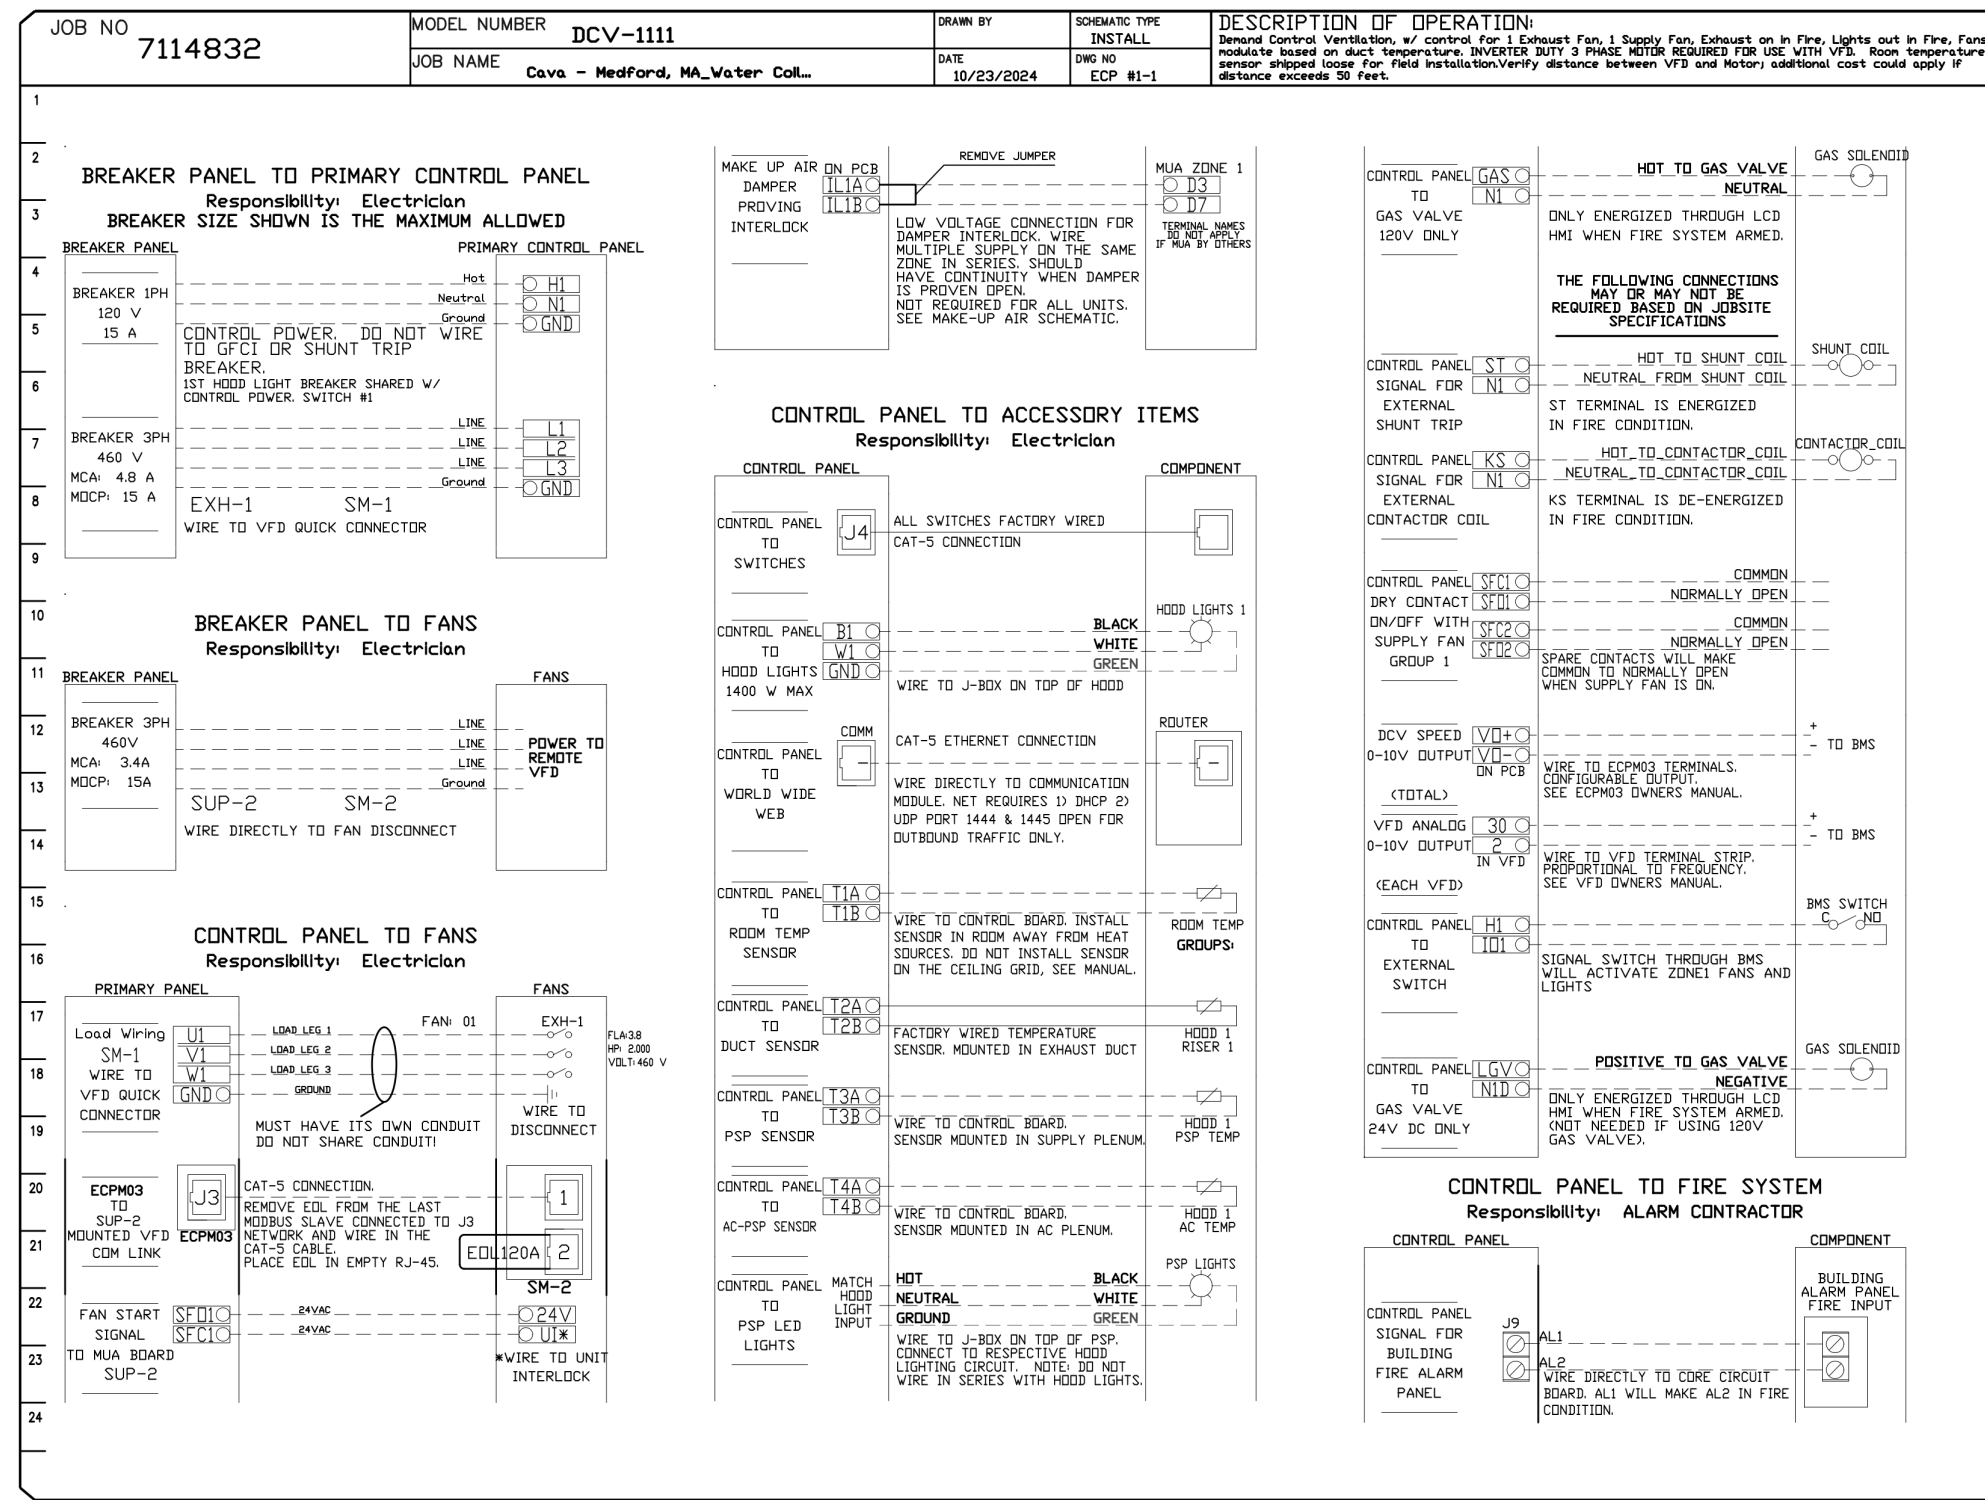 JOB NO
7114832
MODEL NUMBER
DCV-1111
JOB NAME
Cava - Medford, MA_Water Coil...
DRAWN BY
DATE
10/23/2024
SCHEMATIC TYPE
INSTALL
DWG NO
ECP #1-1
DESCRIPTION OF OPERATION:
Demand Control Ventilation, w/ control for 1 Exhaust Fan, 1 Supply Fan, Exhaust on in Fire, Lights out in Fire, Fans
modulate based on duct temperature. INVERTER DUTY 3 PHASE MOTOR REQUIRED FOR USE WITH VFD. Room temperature
sensor shipped loose for field installation.Verify distance between VFD and Motor; additional cost could apply if
distance exceeds 50 feet.
1
2
3
4
5
6
7
8
9
10
11
12
13
14
15
16
17
18
19
20
21
22
23
24
BREAKER PANEL TO PRIMARY CONTROL PANEL
Responsibility: Electrician
BREAKER SIZE SHOWN IS THE MAXIMUM ALLOWED
BREAKER PANEL
PRIMARY CONTROL PANEL
BREAKER 1PH
120 V
15 A
Hot
H1
Neutral
N1
Ground
GND
CONTROL POWER. DO NOT WIRE
TO GFCI OR SHUNT TRIP
BREAKER.
1ST HOOD LIGHT BREAKER SHARED W/
CONTROL POWER. SWITCH #1
BREAKER 3PH
460 V
MCA: 4.8 A
MOCP: 15 A
LINE
L1
LINE
L2
LINE
L3
Ground
GND
EXH-1
SM-1
WIRE TO VFD QUICK CONNECTOR
BREAKER PANEL TO FANS
Responsibility: Electrician
BREAKER PANEL
FANS
BREAKER 3PH
460V
MCA: 3.4A
MOCP: 15A
LINE
LINE
LINE
Ground
POWER TO
REMOTE
VFD
SUP-2
SM-2
WIRE DIRECTLY TO FAN DISCONNECT
CONTROL PANEL TO FANS
Responsibility: Electrician
PRIMARY PANEL
FANS
Load Wiring
SM-1
WIRE TO
VFD QUICK
CONNECTOR
U1
V1
W1
GND
LOAD LEG 1
LOAD LEG 2
LOAD LEG 3
GROUND
FAN: 01
EXH-1
FLA:3.8
HP: 2.000
VOLT: 460 V
WIRE TO
DISCONNECT
MUST HAVE ITS OWN CONDUIT
DO NOT SHARE CONDUIT!
ECPM03
TO
SUP-2
MOUNTED VFD
COM LINK
J3
ECPM03
CAT-5 CONNECTION.
REMOVE EOL FROM THE LAST
MODBUS SLAVE CONNECTED TO J3
NETWORK AND WIRE IN THE
CAT-5 CABLE.
PLACE EOL IN EMPTY RJ-45.
EOL120A
1
2
SM-2
FAN START
SIGNAL
TO MUA BOARD
SUP-2
SFO1
SFC1
24VAC
24VAC
24V
UI*
*WIRE TO UNIT
INTERLOCK
MAKE UP AIR
DAMPER
PROVING
INTERLOCK
ON PCB
IL1A
IL1B
REMOVE JUMPER
MUA ZONE 1
D3
D7
TERMINAL NAMES
DO NOT APPLY
IF MUA BY OTHERS
LOW VOLTAGE CONNECTION FOR
DAMPER INTERLOCK. WIRE
MULTIPLE SUPPLY ON THE SAME
ZONE IN SERIES. SHOULD
HAVE CONTINUITY WHEN DAMPER
IS PROVEN OPEN.
NOT REQUIRED FOR ALL UNITS.
SEE MAKE-UP AIR SCHEMATIC.
CONTROL PANEL TO ACCESSORY ITEMS
Responsibility: Electrician
CONTROL PANEL
COMPONENT
CONTROL PANEL
TO
SWITCHES
J4
ALL SWITCHES FACTORY WIRED
CAT-5 CONNECTION
CONTROL PANEL
TO
HOOD LIGHTS
1400 W MAX
B1
W1
GND
BLACK
WHITE
GREEN
HOOD LIGHTS 1
WIRE TO J-BOX ON TOP OF HOOD
CONTROL PANEL
TO
WORLD WIDE
WEB
COMM
CAT-5 ETHERNET CONNECTION
ROUTER
WIRE DIRECTLY TO COMMUNICATION
MODULE. NET REQUIRES 1) DHCP 2)
UDP PORT 1444 & 1445 OPEN FOR
OUTBOUND TRAFFIC ONLY.
CONTROL PANEL
TO
ROOM TEMP
SENSOR
T1A
T1B
WIRE TO CONTROL BOARD. INSTALL
SENSOR IN ROOM AWAY FROM HEAT
SOURCES. DO NOT INSTALL SENSOR
ON THE CEILING GRID, SEE MANUAL.
ROOM TEMP
GROUPS:
CONTROL PANEL
TO
DUCT SENSOR
T2A
T2B
FACTORY WIRED TEMPERATURE
SENSOR. MOUNTED IN EXHAUST DUCT
HOOD 1
RISER 1
CONTROL PANEL
TO
PSP SENSOR
T3A
T3B
WIRE TO CONTROL BOARD.
SENSOR MOUNTED IN SUPPLY PLENUM.
HOOD 1
PSP TEMP
CONTROL PANEL
TO
AC-PSP SENSOR
T4A
T4B
WIRE TO CONTROL BOARD.
SENSOR MOUNTED IN AC PLENUM.
HOOD 1
AC TEMP
CONTROL PANEL
TO
PSP LED
LIGHTS
MATCH
HOOD
LIGHT
INPUT
HOT
NEUTRAL
GROUND
BLACK
WHITE
GREEN
PSP LIGHTS
WIRE TO J-BOX ON TOP OF PSP.
CONNECT TO RESPECTIVE HOOD
LIGHTING CIRCUIT. NOTE: DO NOT
WIRE IN SERIES WITH HOOD LIGHTS.
CONTROL PANEL
TO
GAS VALVE
120V ONLY
GAS
N1
HOT TO GAS VALVE
NEUTRAL
GAS SOLENOID
ONLY ENERGIZED THROUGH LCD
HMI WHEN FIRE SYSTEM ARMED.
THE FOLLOWING CONNECTIONS
MAY OR MAY NOT BE
REQUIRED BASED ON JOBSITE
SPECIFICATIONS
CONTROL PANEL
SIGNAL FOR
EXTERNAL
SHUNT TRIP
ST
N1
HOT TO SHUNT COIL
NEUTRAL FROM SHUNT COIL
SHUNT COIL
ST TERMINAL IS ENERGIZED
IN FIRE CONDITION.
CONTROL PANEL
SIGNAL FOR
EXTERNAL
CONTACTOR COIL
KS
N1
HOT_TO_CONTACTOR_COIL
NEUTRAL_TO_CONTACTOR_COIL
CONTACTOR_COIL
KS TERMINAL IS DE-ENERGIZED
IN FIRE CONDITION.
CONTROL PANEL
DRY CONTACT
ON/OFF WITH
SUPPLY FAN
GROUP 1
SFC1
SFO1
SFC2
SFO2
COMMON
NORMALLY OPEN
COMMON
NORMALLY OPEN
SPARE CONTACTS WILL MAKE
COMMON TO NORMALLY OPEN
WHEN SUPPLY FAN IS ON.
DCV SPEED
0-10V OUTPUT
(TOTAL)
VO+
VO-
ON PCB
+
- TO BMS
WIRE TO ECPM03 TERMINALS.
CONFIGURABLE OUTPUT.
SEE ECPM03 OWNERS MANUAL.
VFD ANALOG
0-10V OUTPUT
(EACH VFD)
30
2
IN VFD
+
- TO BMS
WIRE TO VFD TERMINAL STRIP.
PROPORTIONAL TO FREQUENCY.
SEE VFD OWNERS MANUAL.
CONTROL PANEL
TO
EXTERNAL
SWITCH
H1
IO1
BMS SWITCH
C NO
SIGNAL SWITCH THROUGH BMS
WILL ACTIVATE ZONE1 FANS AND
LIGHTS
CONTROL PANEL
TO
GAS VALVE
24V DC ONLY
LGV
N1D
POSITIVE TO GAS VALVE
NEGATIVE
GAS SOLENOID
ONLY ENERGIZED THROUGH LCD
HMI WHEN FIRE SYSTEM ARMED.
(NOT NEEDED IF USING 120V
GAS VALVE).
CONTROL PANEL TO FIRE SYSTEM
Responsibility: ALARM CONTRACTOR
CONTROL PANEL
COMPONENT
CONTROL PANEL
SIGNAL FOR
BUILDING
FIRE ALARM
PANEL
J9
AL1
AL2
BUILDING
ALARM PANEL
FIRE INPUT
WIRE DIRECTLY TO CORE CIRCUIT
BOARD. AL1 WILL MAKE AL2 IN FIRE
CONDITION.